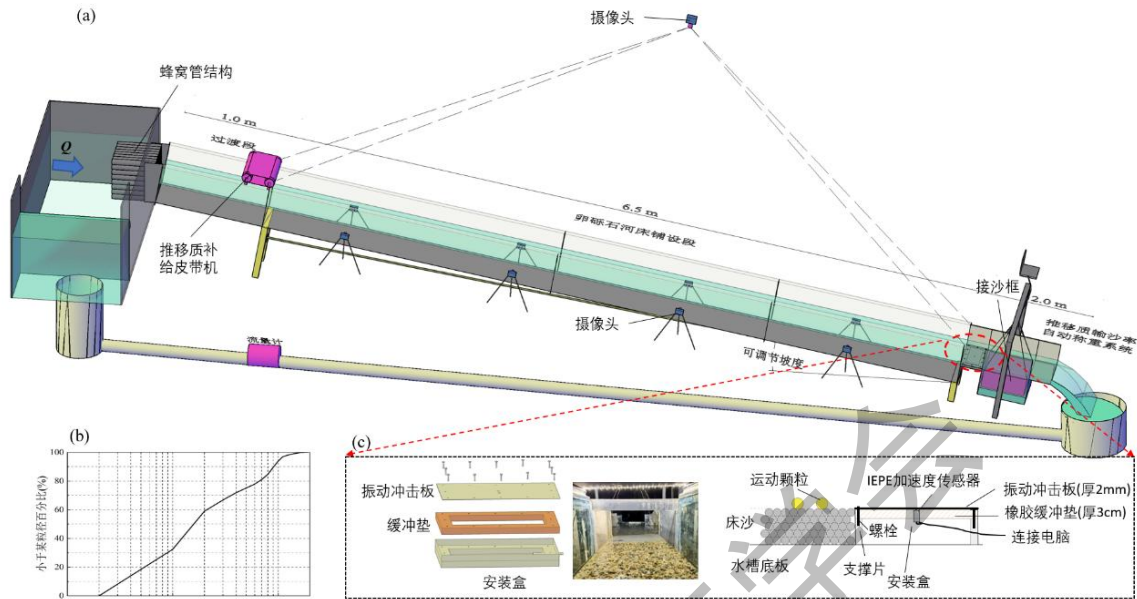 (a)
摄像头
蜂窝管结构
1.0 m
过渡段
Q
6.5 m
卵砾石河床铺设段
推移质补
给皮带机
接沙框
2.0 m
推移质输沙率
自动称重系统
摄像头
流量计
可调节坡度
(b)
小于某粒径百分比(%)
100
80
60
40
20
0
(c)
振动冲击板
缓冲垫
安装盒
运动颗粒
床沙
水槽底板
IEPE加速度传感器
螺栓
支撑片
安装盒
振动冲击板(厚2mm)
橡胶缓冲垫(厚3cm)
连接电脑